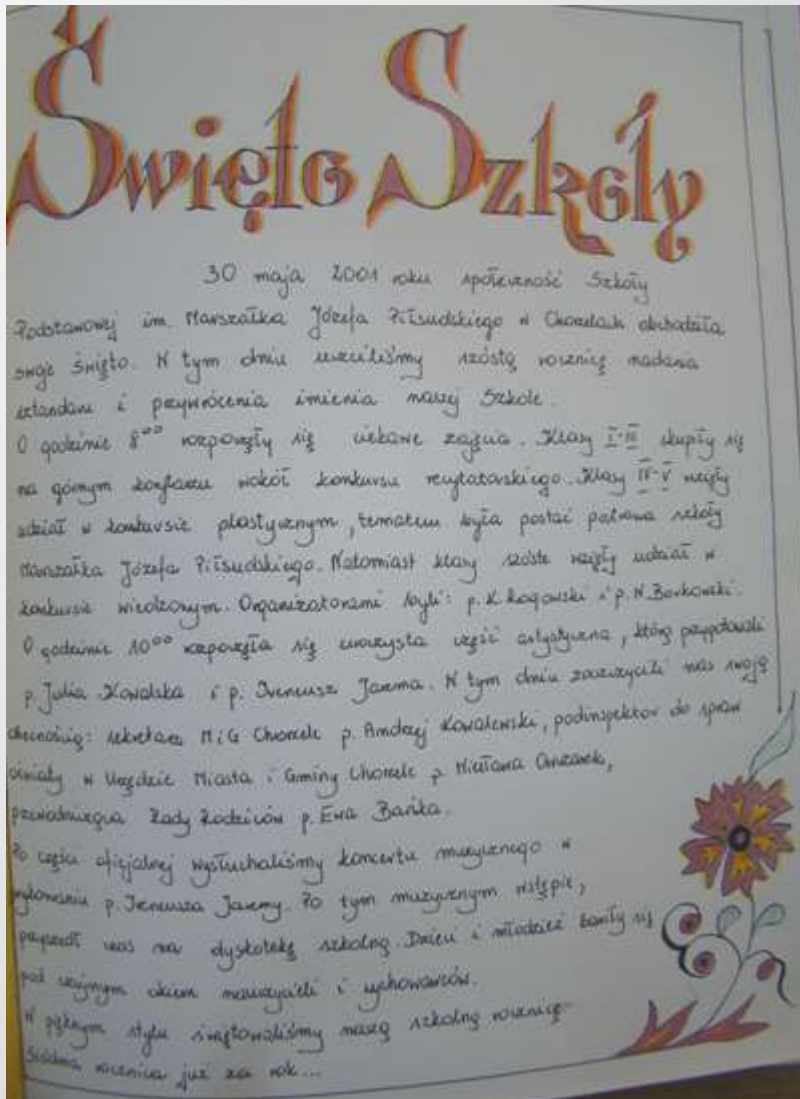 Święto Szkoły
30 maja 2001 roku społeczność Szkoły
Podstawowej im. Marszałka Józefa Piłsudskiego w Chorzelach obchodziła
swoje święto. W tym dniu uczciliśmy szóstą rocznicę nadania
sztandaru i przywrócenia imienia naszej Szkole.
O godzinie 8⁰⁰ rozpoczęły się ciekawe zajęcia. Klasy I-III skupiły się
na górnym korytarzu wokół konkursu recytatorskiego. Klasy IV-V wzięły
udział w konkursie plastycznym, tematem była postać patrona szkoły
Marszałka Józefa Piłsudskiego. Natomiast klasy szóste wzięły udział w
konkursie wiedzowym. Organizatorami byli: p. K. Rogowski i p. W. Borkowski.
O godzinie 10⁰⁰ rozpoczęła się uroczysta część artystyczna, którą przygotowali
p. Julia Kowalska i p. Ireneusz Jarema. W tym dniu zaszczycili nas swoją
obecnością: sekretarz MiG Chorzele p. Andrzej Kowalewski, podinspektor do spraw
oświaty w Urzędzie Miasta i Gminy Chorzele p.
przewodnicząca Rady Rodziców p. Ewa Bańka.
Po części oficjalnej wysłuchaliśmy koncertu muzycznego w
wykonaniu p. Ireneusza Jaremy. Po tym muzycznym wstępie,
przyszedł czas na dyskotekę szkolną. Dzieci i młodzież bawiły się
pod czujnym okiem nauczycieli i wychowawców.
W pięknym stylu świętowaliśmy naszą szkolną rocznicę
Siódma rocznica już za rok...